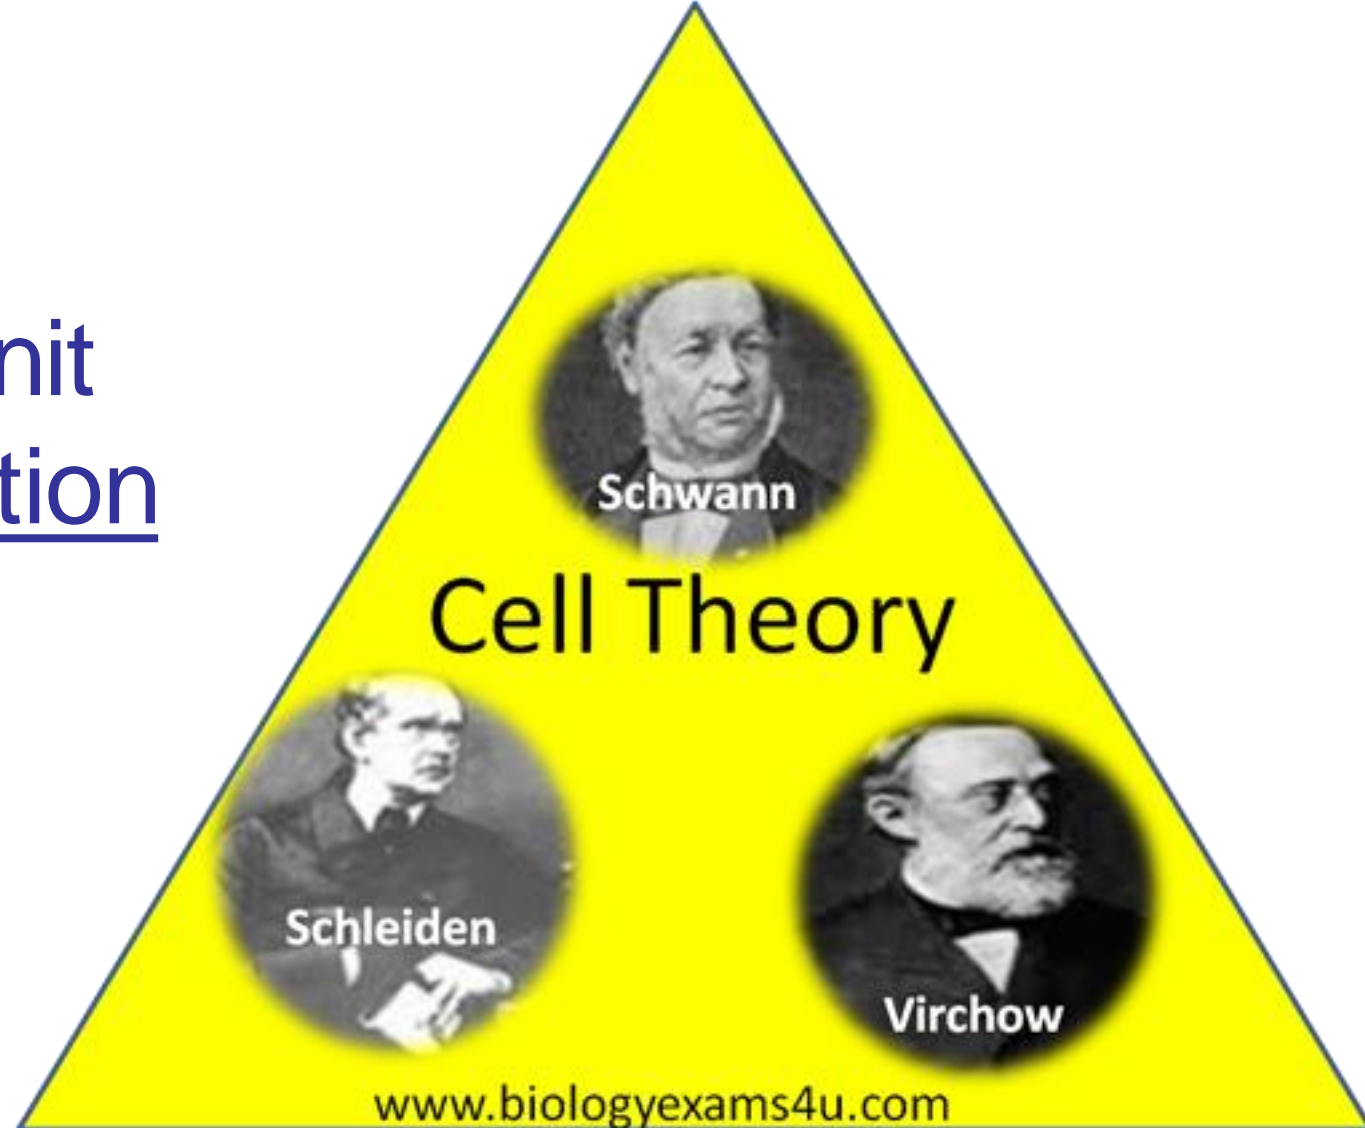 nit
tion
Schwann
Cell Theory
Schleiden
Virchow
www.biologyexams4u.com